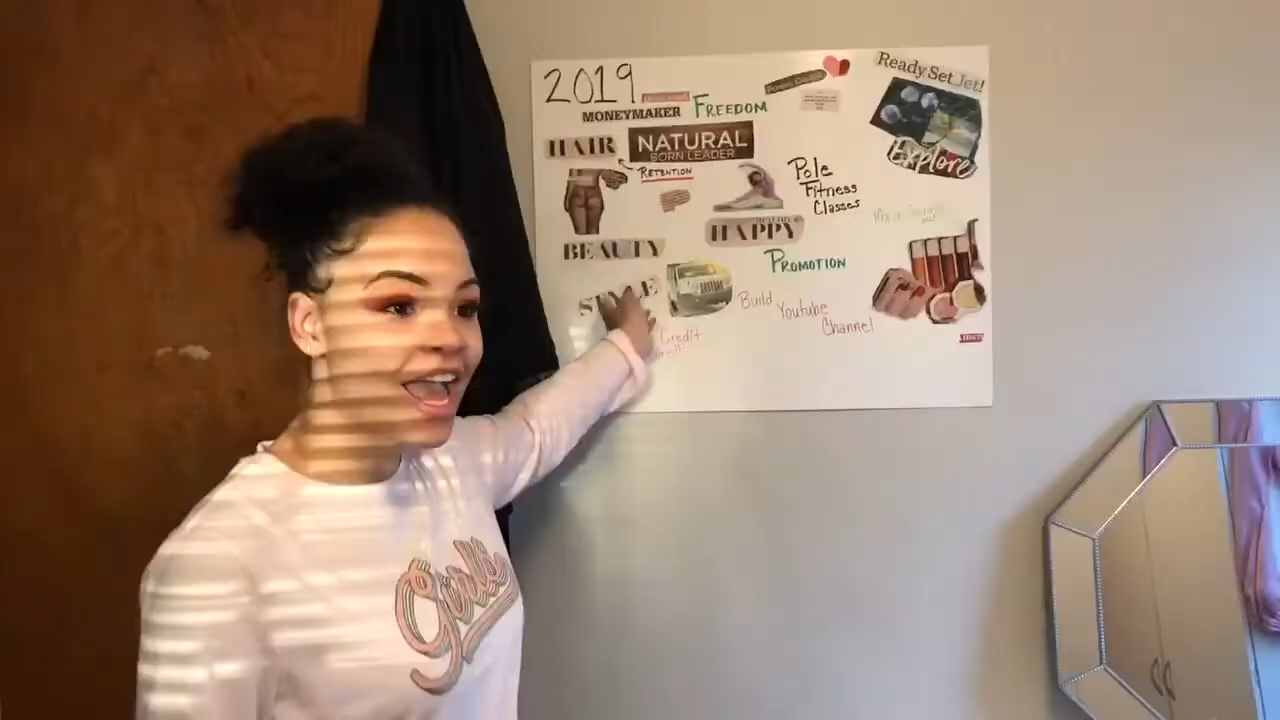 2019
MONEYMAKER
FREEDOM
Ready Set Jet!
Explore
HAIR
NATURAL
BORN LEADER
RETENTION
Pole
Fitness
Classes
HAPPY
BEAUTY
PROMOTION
STYLE
Build
Youtube
Channel
Credit
Girls